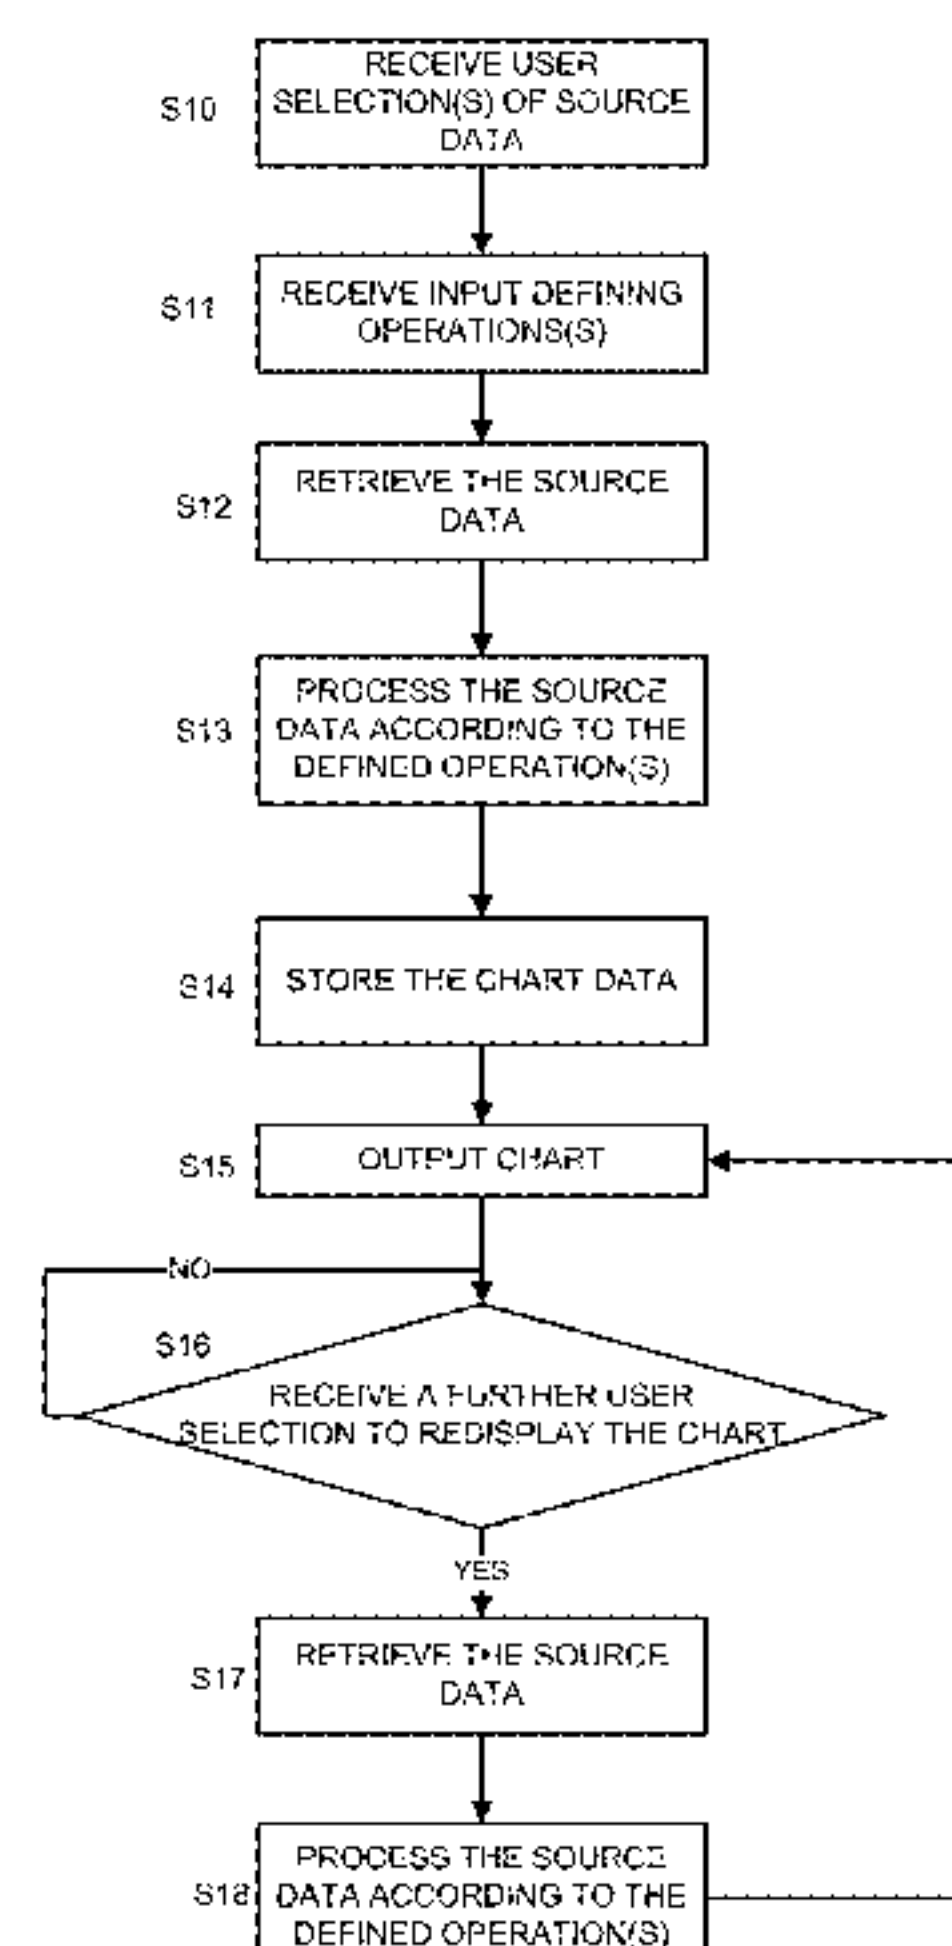 RECEIVE USER
S10
SELECTION(S) OF SOURCE
DATA
RECEIVE INPUT DEFINING
S11
OPERATIONS(S)
RETRIEVE THE SOURCE
S12
DATA
PROCESS THE SOURCE
S13
DATA ACCORDING TO THE
DEFINED OPERATION(S)
S14
STORE THE CHART DATA
S15
OUTPUT CHART
NO
S16
RECEIVE A FURTHER USER
SELECTION TO REDISPLAY THE CHART
YES
RETRIEVE THE SOURCE
S17
DATA
PROCESS THE SOURCE
S18
DATA ACCORDING TO THE
DEFINED OPERATION(S)